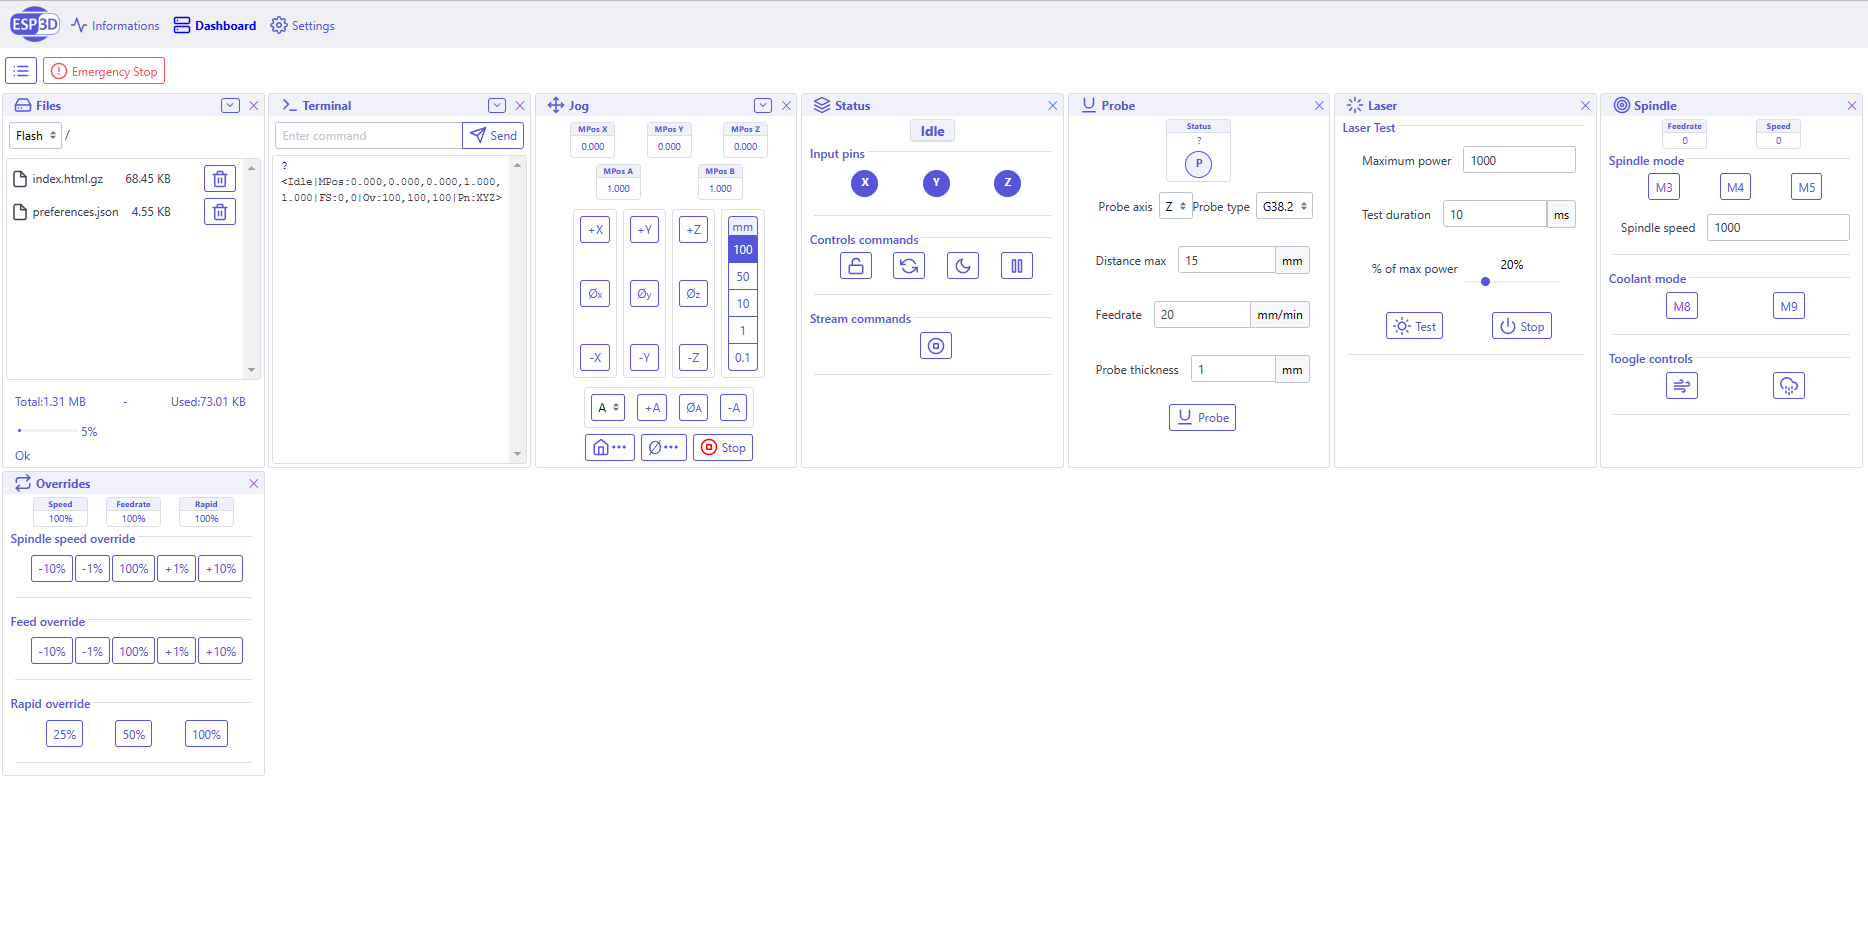 ESP3D Informations Dashboard Settings
Emergency Stop
Files
Flash /
index.html.gz 68.45 KB
preferences.json 4.55 KB
Total:1.31 MB - Used:73.01 KB
5%
Ok
Terminal
Enter command Send
?
<Idle|MPos:0.000,0.000,0.000,1.000,
1.000|FS:0,0|Ov:100,100,100|Pn:XYZ>
Jog
MPos X MPos Y MPos Z
0.000 0.000 0.000
MPos A MPos B
1.000 1.000
mm
+X +Y +Z 100
50
Øx Øy Øz 10
1
-X -Y -Z 0.1
A +A ØA -A
Ø Stop
Status
Idle
Input pins
X Y Z
Controls commands
Stream commands
Probe
Status
?
P
Probe axis Z Probe type G38.2
Distance max 15 mm
Feedrate 20 mm/min
Probe thickness 1 mm
Probe
Laser
Laser Test
Maximum power 1000
Test duration 10 ms
% of max power 20%
Test Stop
Spindle
Feedrate Speed
0 0
Spindle mode
M3 M4 M5
Spindle speed 1000
Coolant mode
M8 M9
Toogle controls
Overrides
Speed Feedrate Rapid
100% 100% 100%
Spindle speed override
-10% -1% 100% +1% +10%
Feed override
-10% -1% 100% +1% +10%
Rapid override
25% 50% 100%